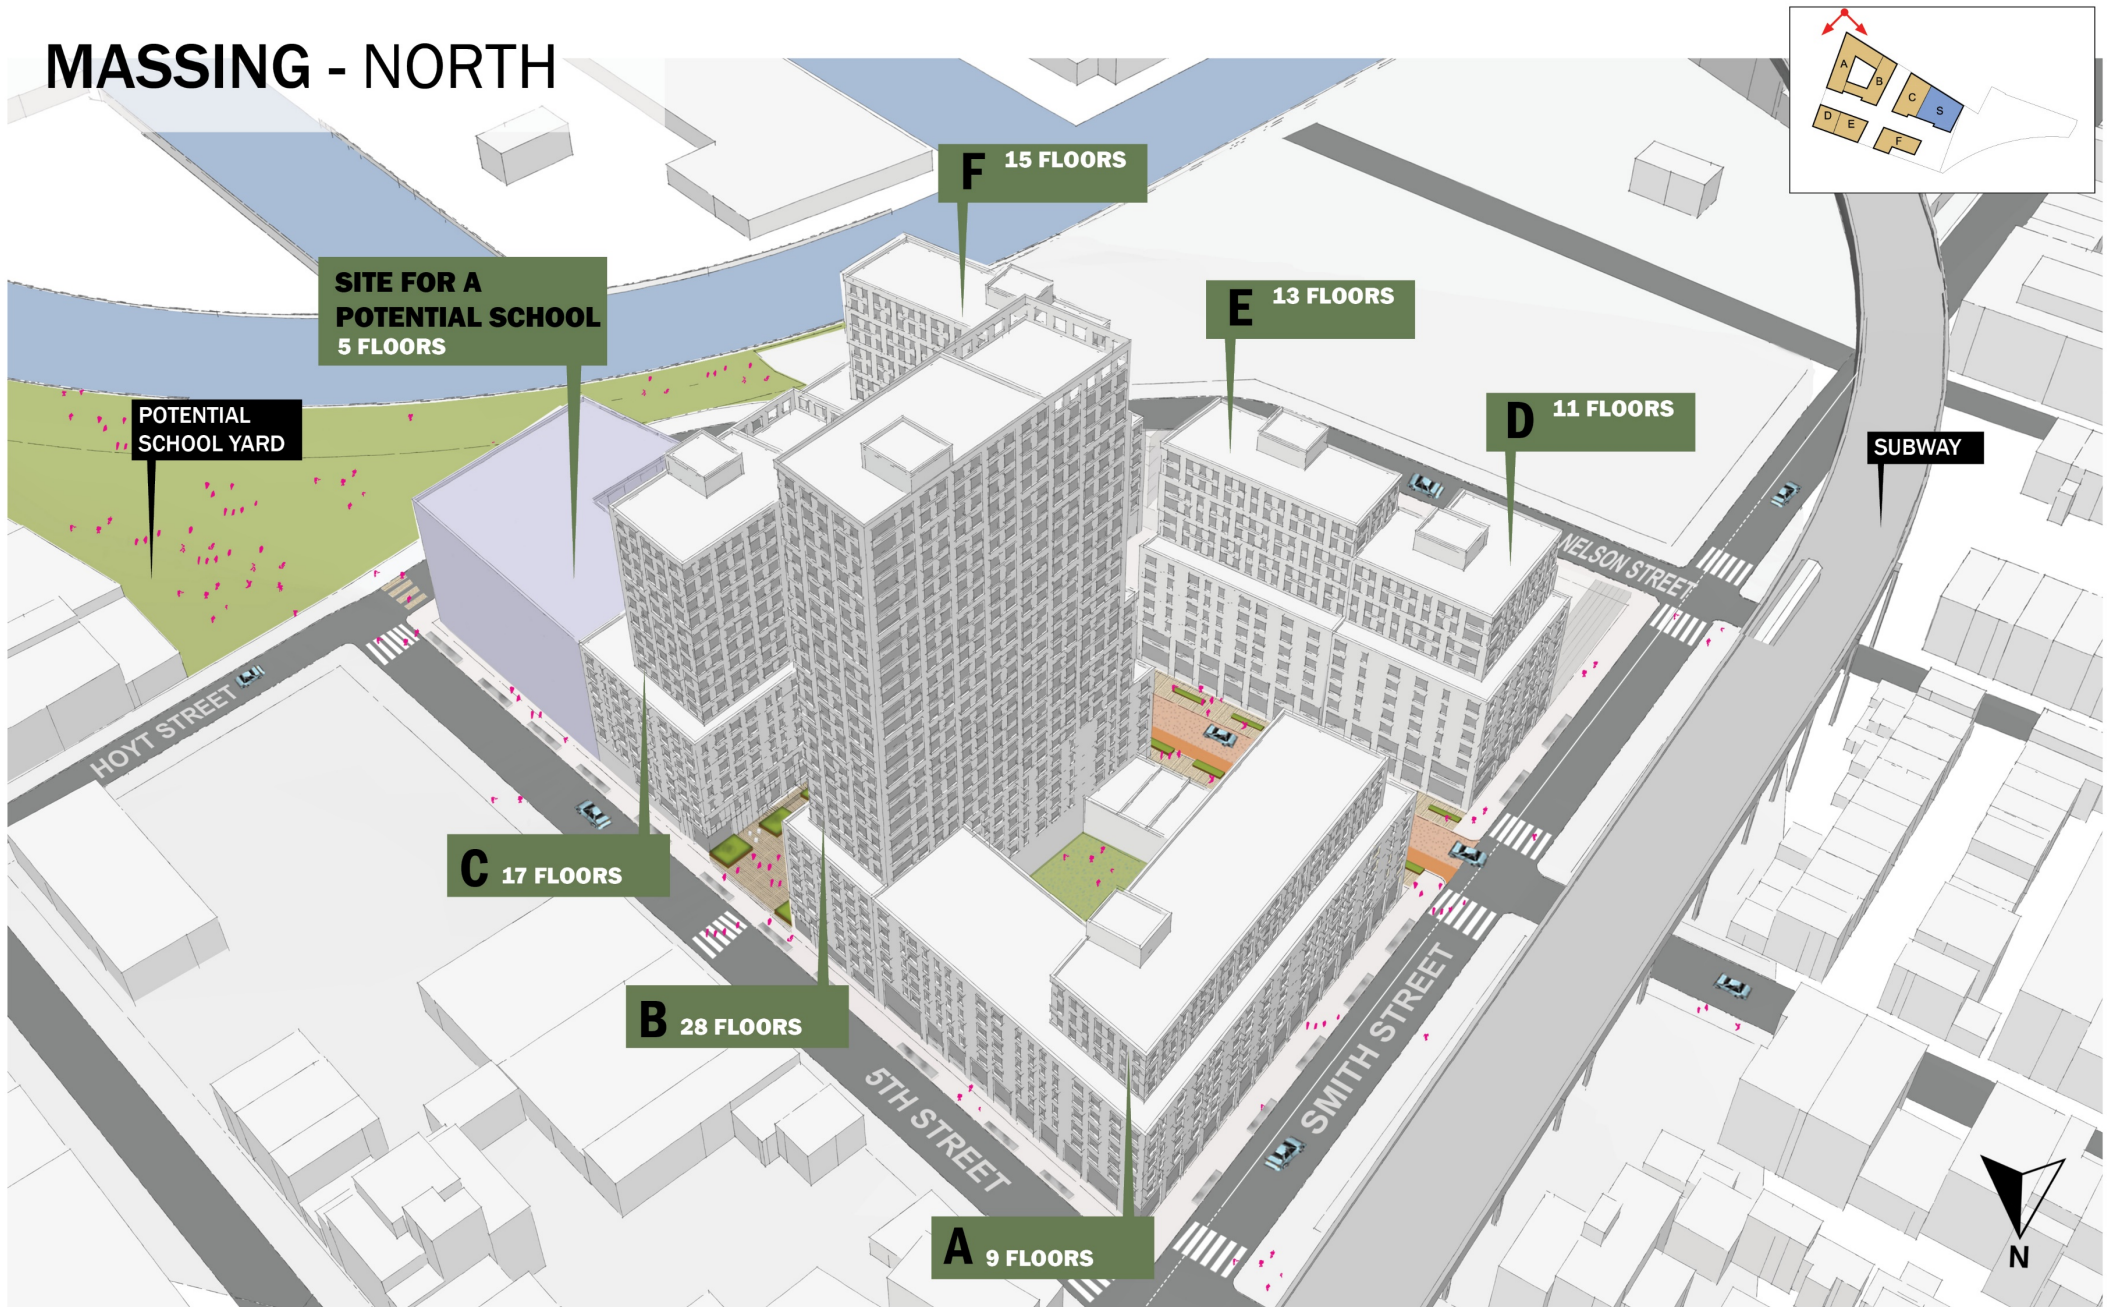 MASSING - NORTH
A
B
C
S
D
E
F
F 15 FLOORS
SITE FOR A
POTENTIAL SCHOOL
5 FLOORS
E 13 FLOORS
D 11 FLOORS
POTENTIAL
SCHOOL YARD
SUBWAY
NELSON STREET
HOYT STREET
C 17 FLOORS
B 28 FLOORS
SMITH STREET
5TH STREET
A 9 FLOORS
N